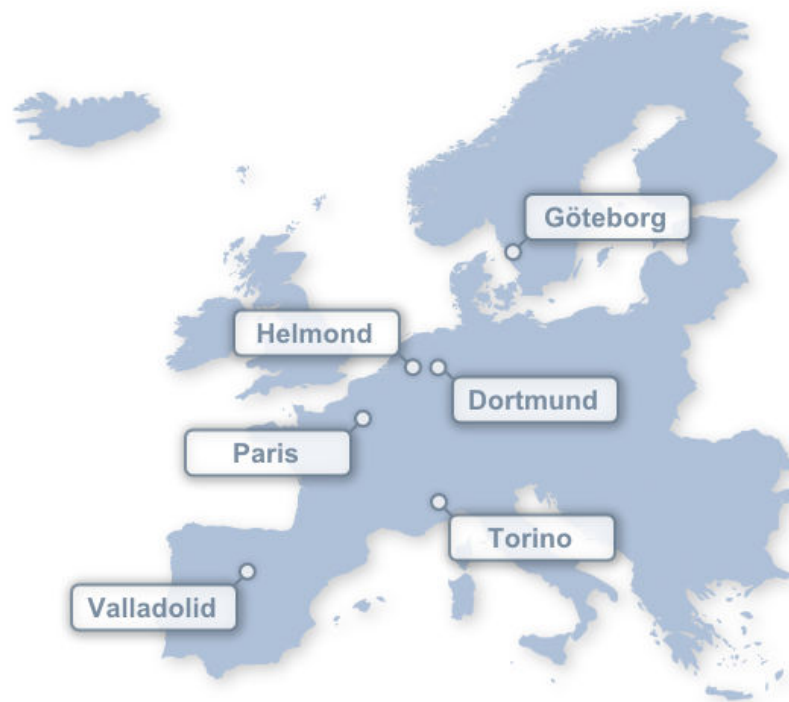 Göteborg
Helmond
Dortmund
Paris
Torino
Valladolid